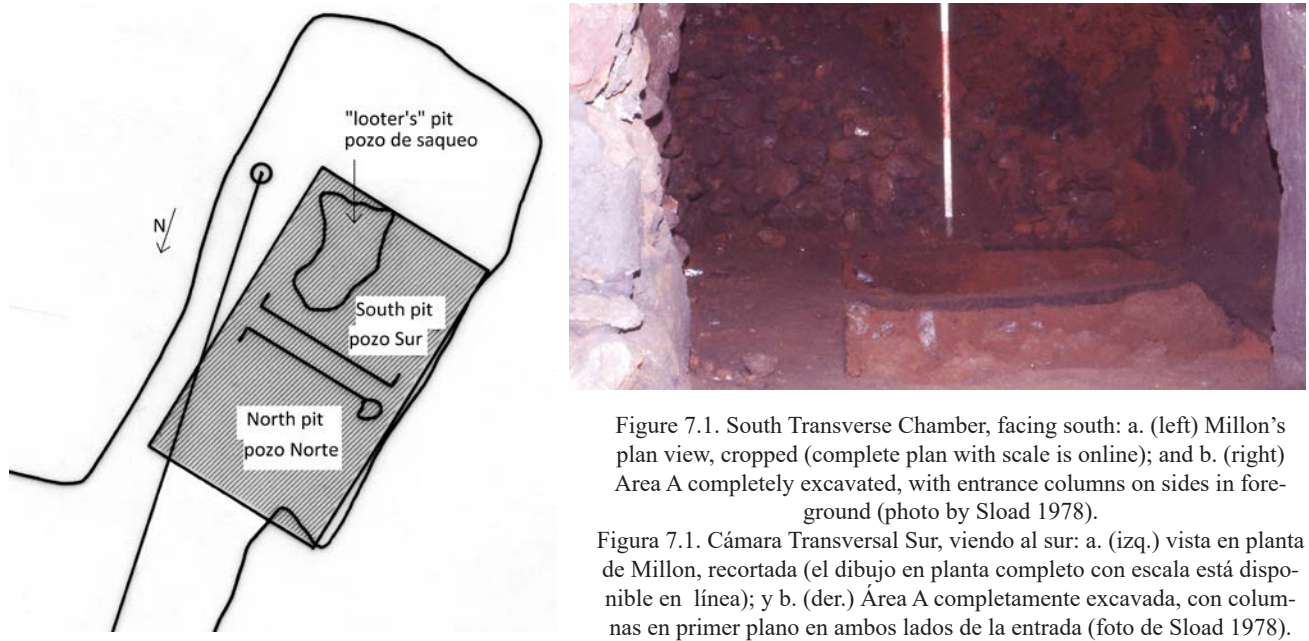 "looter's" pit
pozo de saqueo
N
South pit
pozo Sur
North pit
pozo Norte
Figure 7.1. South Transverse Chamber, facing south: a. (left) Millon's
plan view, cropped (complete plan with scale is online); and b. (right)
Area A completely excavated, with entrance columns on sides in fore-
ground (photo by Sload 1978).
Figura 7.1. Cámara Transversal Sur, viendo al sur: a. (izq.) vista en planta
de Millon, recortada (el dibujo en planta completo con escala está dispo-
nible en línea); y b. (der.) Área A completamente excavada, con colum-
nas en primer plano en ambos lados de la entrada (foto de Sload 1978).